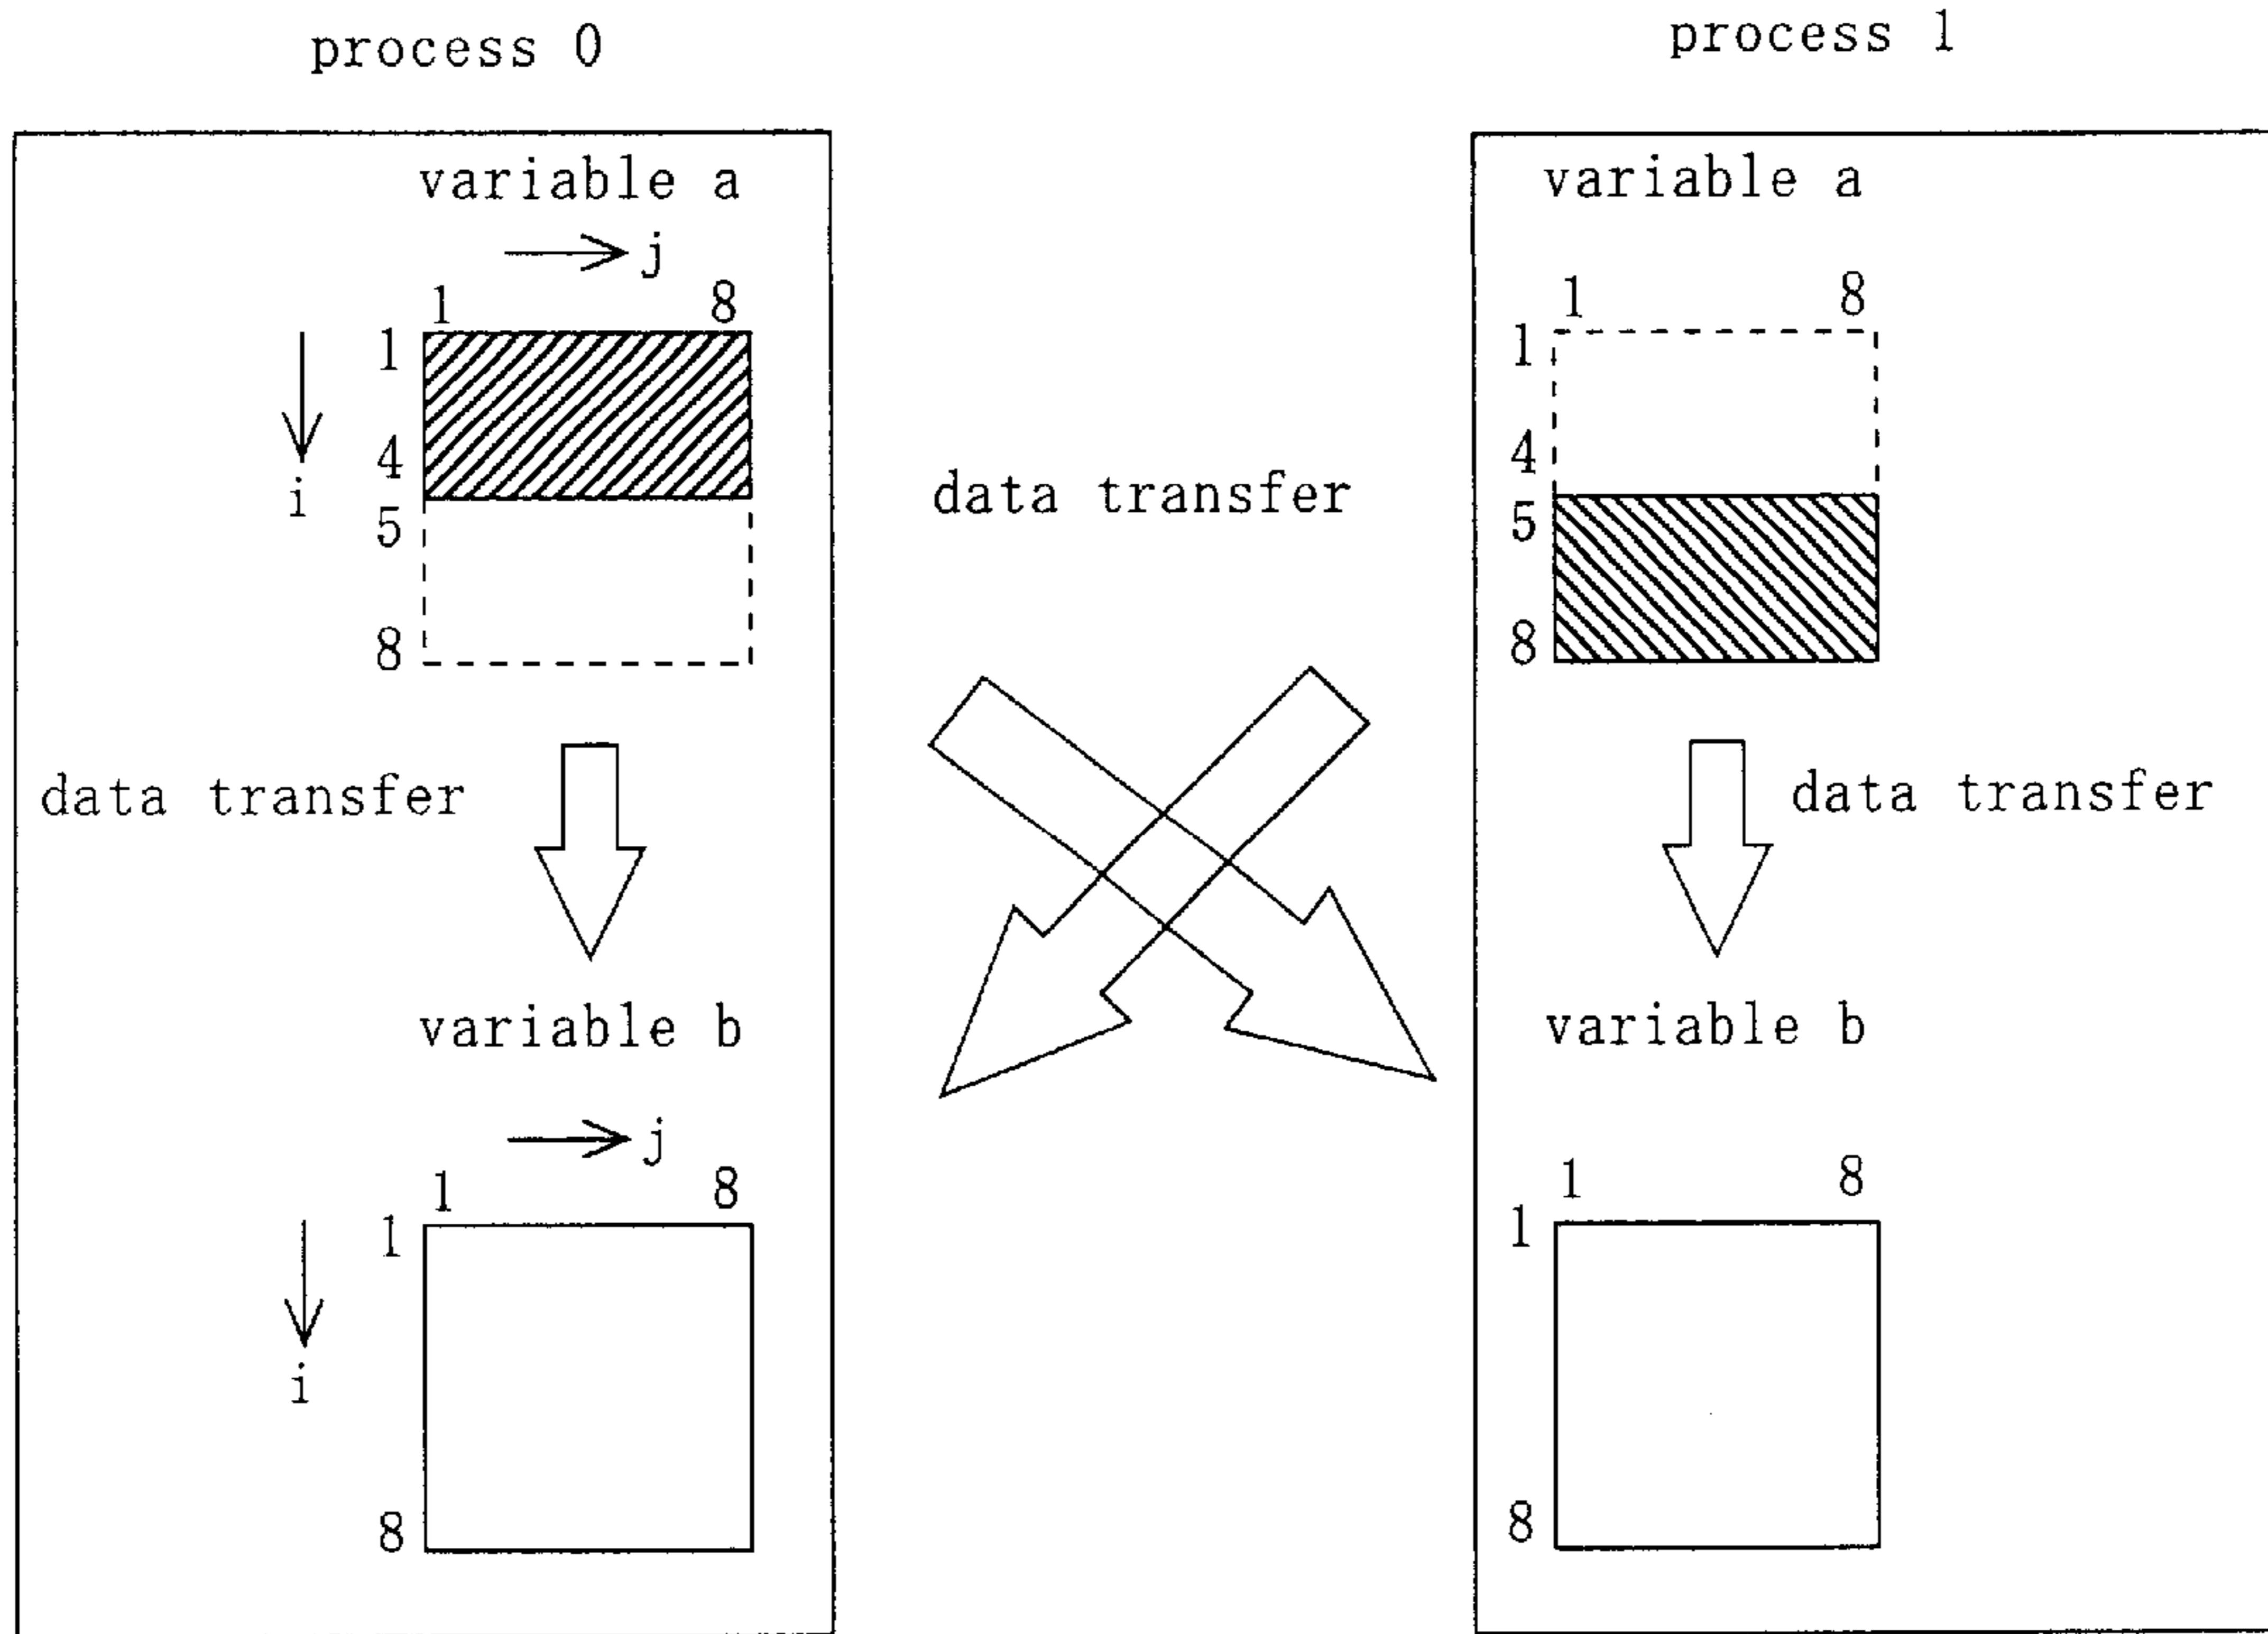 process 0
variable a
j
1 8
1
4
i
5
8
data transfer
variable b
j
1 8
1
i
8
data transfer
process 1
variable a
1 8
1
4
5
8
data transfer
variable b
1 8
1
8